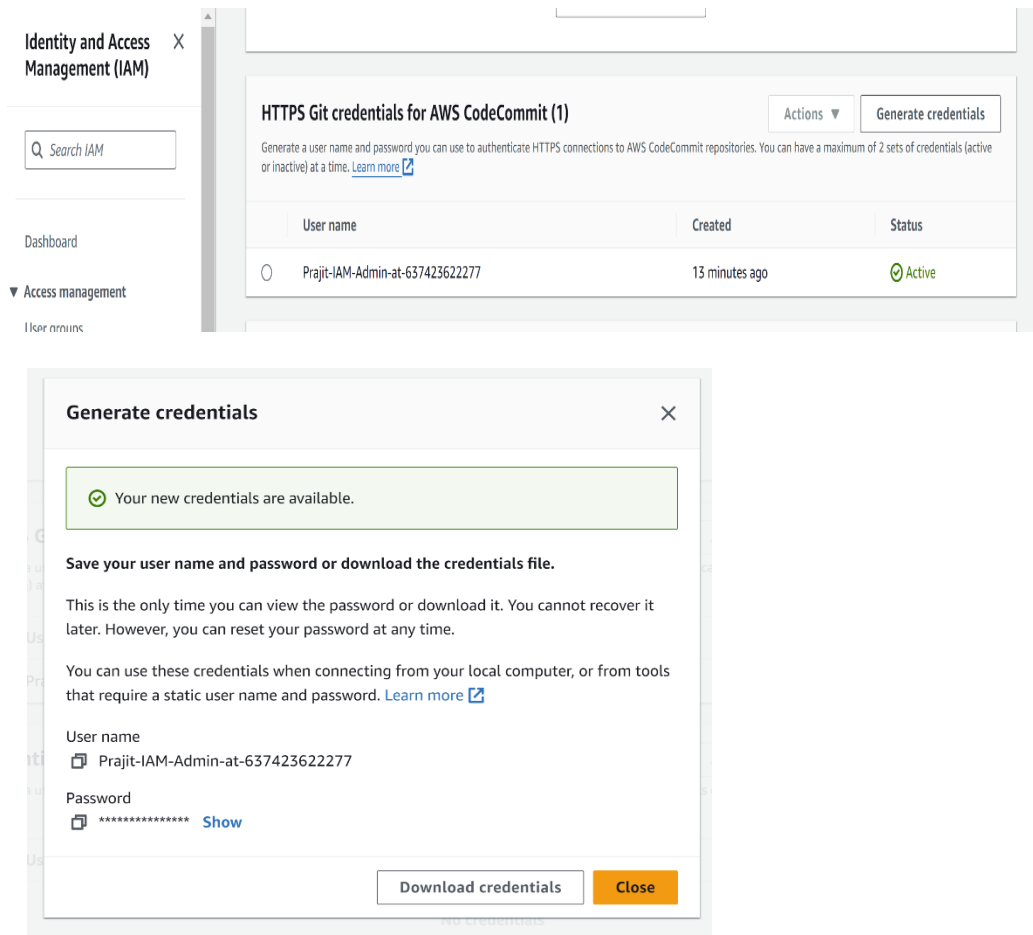 Identity and Access X
Management (IAM)
Search IAM
Dashboard
▼ Access management
User groups
HTTPS Git credentials for AWS CodeCommit (1)
Actions ▼
Generate credentials
Generate a user name and password you can use to authenticate HTTPS connections to AWS CodeCommit repositories. You can have a maximum of 2 sets of credentials (active
or inactive) at a time. Learn more
User name Created Status
Prajit-IAM-Admin-at-637423622277 13 minutes ago Active
Generate credentials
Your new credentials are available.
Save your user name and password or download the credentials file.
This is the only time you can view the password or download it. You cannot recover it
later. However, you can reset your password at any time.
You can use these credentials when connecting from your local computer, or from tools
that require a static user name and password. Learn more
User name
Prajit-IAM-Admin-at-637423622277
Password
*************** Show
Download credentials Close
No credentials